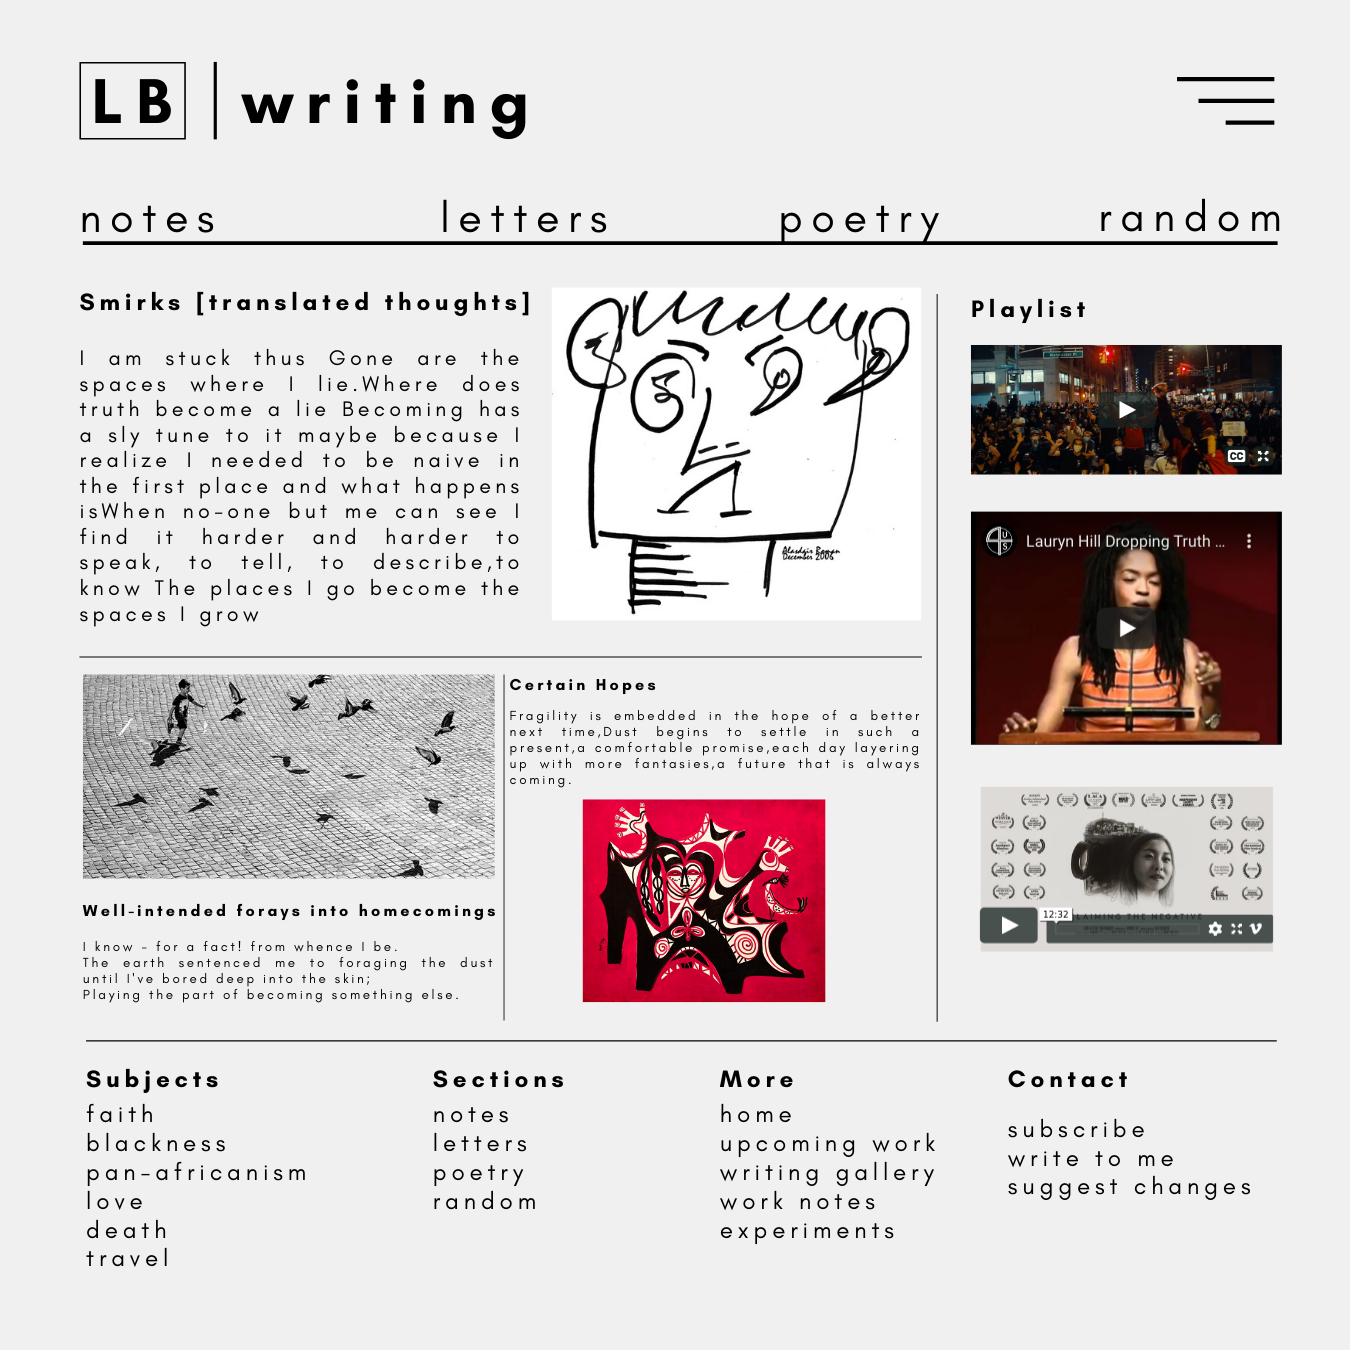 LB | writing
notes letters poetry random
Smirks [translated thoughts]
I am stuck thus Gone are the
spaces where I lie.Where does
truth become a lie Becoming has
a sly tune to it maybe because I
realize I needed to be naive in
the first place and what happens
isWhen no-one but me can see I
find it harder and harder to
speak, to tell, to describe,to
know The places I go become the
spaces I grow
Alasdair Bowan
December 2006
Playlist
CC
Lauryn Hill Dropping Truth ...
12:32
LAIMING THE NEGATIVE
Certain Hopes
Fragility is embedded in the hope of a better
next time,Dust begins to settle in such a
present,a comfortable promise,each day layering
up with more fantasies,a future that is always
coming.
Well-intended forays into homecomings
I know - for a fact! from whence I be.
The earth sentenced me to foraging the dust
until I've bored deep into the skin;
Playing the part of becoming something else.
Subjects
faith
blackness
pan-africanism
love
death
travel
Sections
notes
letters
poetry
random
More
home
upcoming work
writing gallery
work notes
experiments
Contact
subscribe
write to me
suggest changes